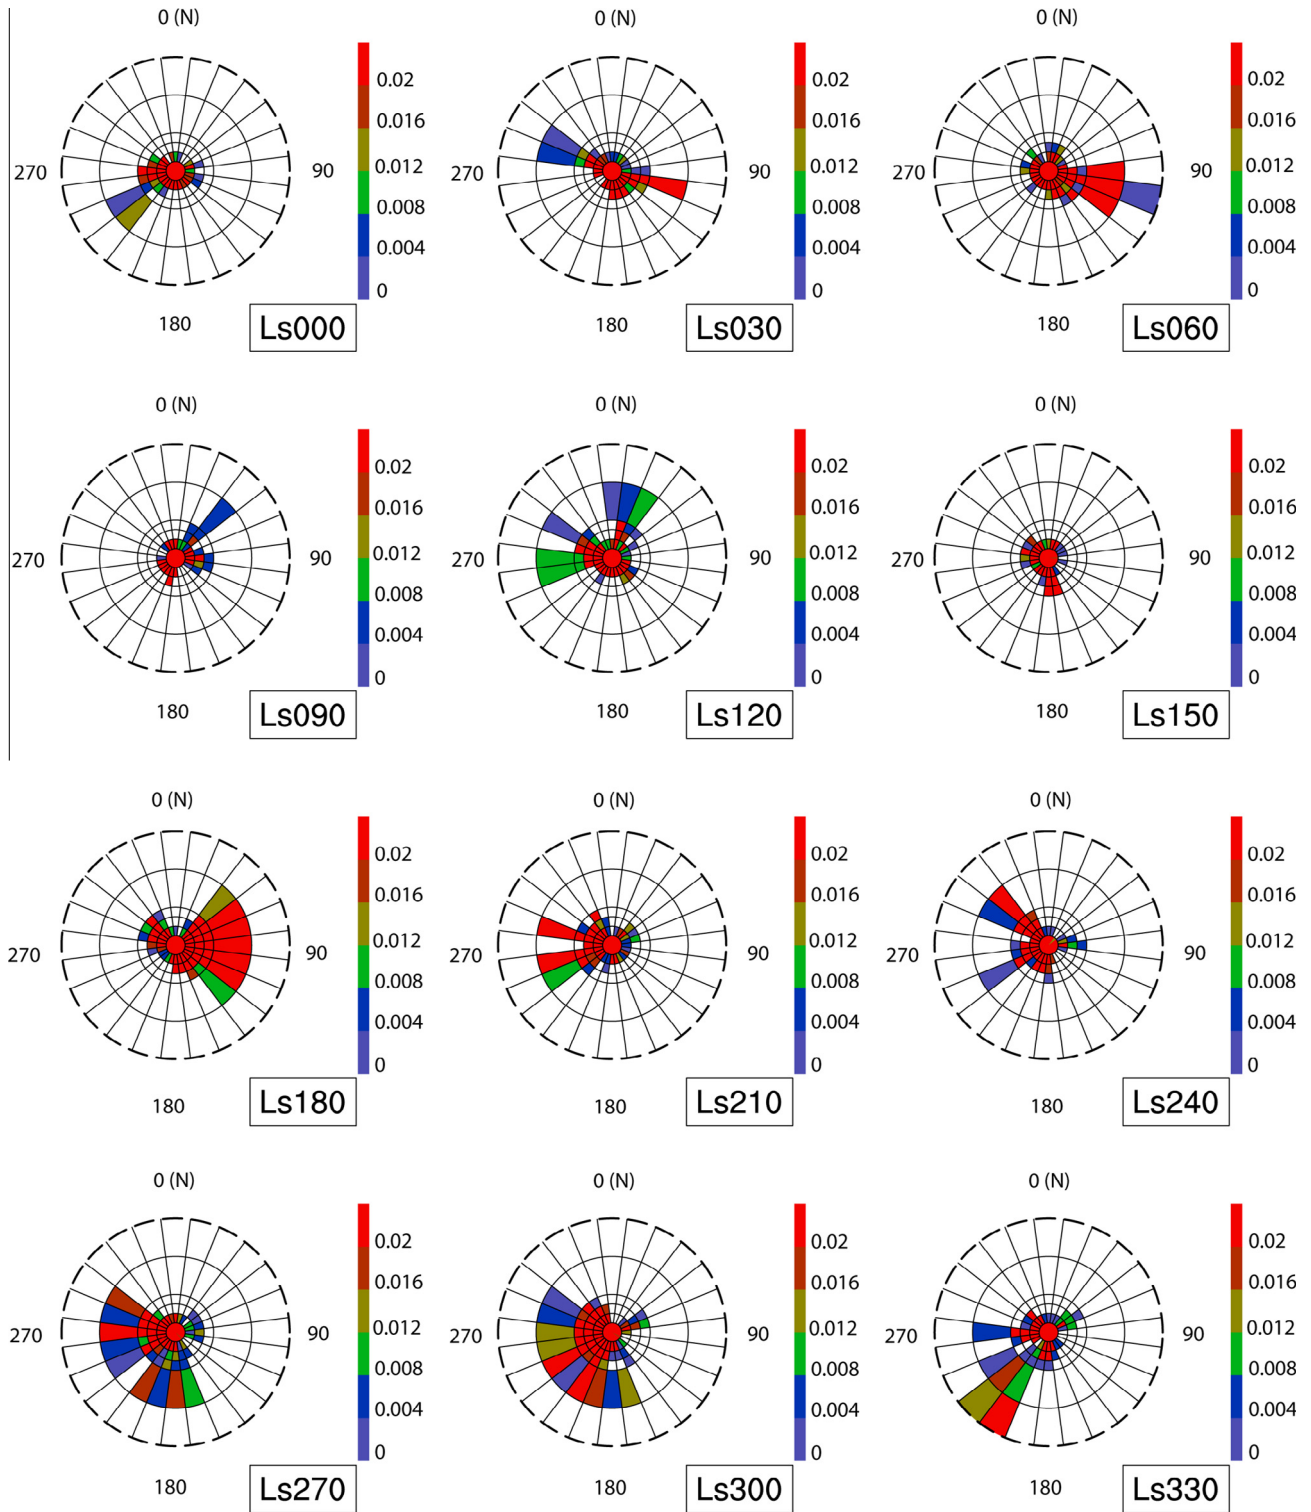 0 (N) 0 (N) 0 (N)
0.02 0.02 0.02
0.016 0.016 0.016
270 90 0.012 270 90 0.012 270 90 0.012
0.008 0.008 0.008
0.004 0.004 0.004
0 0 0
180 Ls000 180 Ls030 180 Ls060
0 (N) 0 (N) 0 (N)
0.02 0.02 0.02
0.016 0.016 0.016
270 90 0.012 270 90 0.012 270 90 0.012
0.008 0.008 0.008
0.004 0.004 0.004
0 0 0
180 Ls090 180 Ls120 180 Ls150
0 (N) 0 (N) 0 (N)
0.02 0.02 0.02
0.016 0.016 0.016
270 90 0.012 270 90 0.012 270 90 0.012
0.008 0.008 0.008
0.004 0.004 0.004
0 0 0
180 Ls180 180 Ls210 180 Ls240
0 (N) 0 (N) 0 (N)
0.02 0.02 0.02
0.016 0.016 0.016
270 90 0.012 270 90 0.012 270 90 0.012
0.008 0.008 0.008
0.004 0.004 0.004
0 0 0
180 Ls270 180 Ls300 180 Ls330